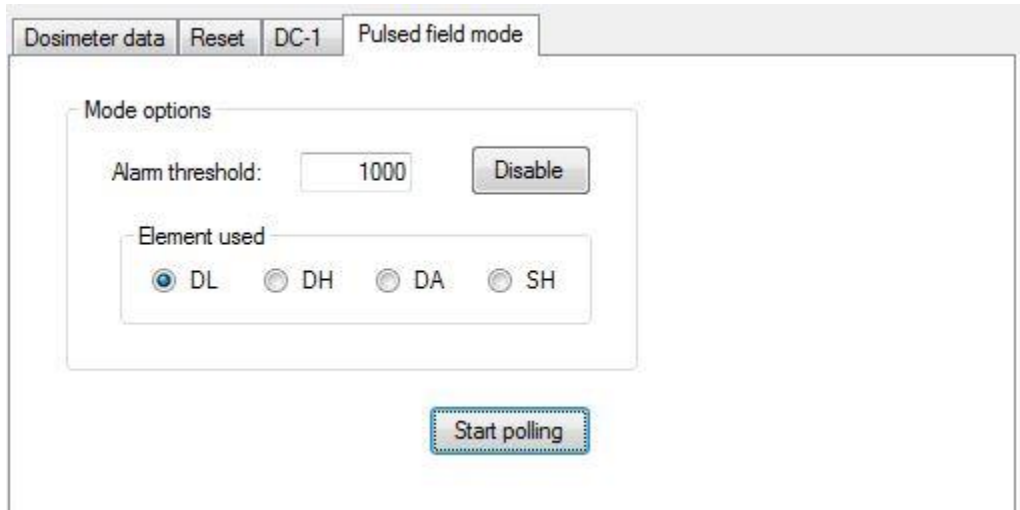 Dosimeter data Reset DC-1 Pulsed field mode
Mode options
Alarm threshold: 1000 Disable
Element used
DL DH DA SH
Start polling